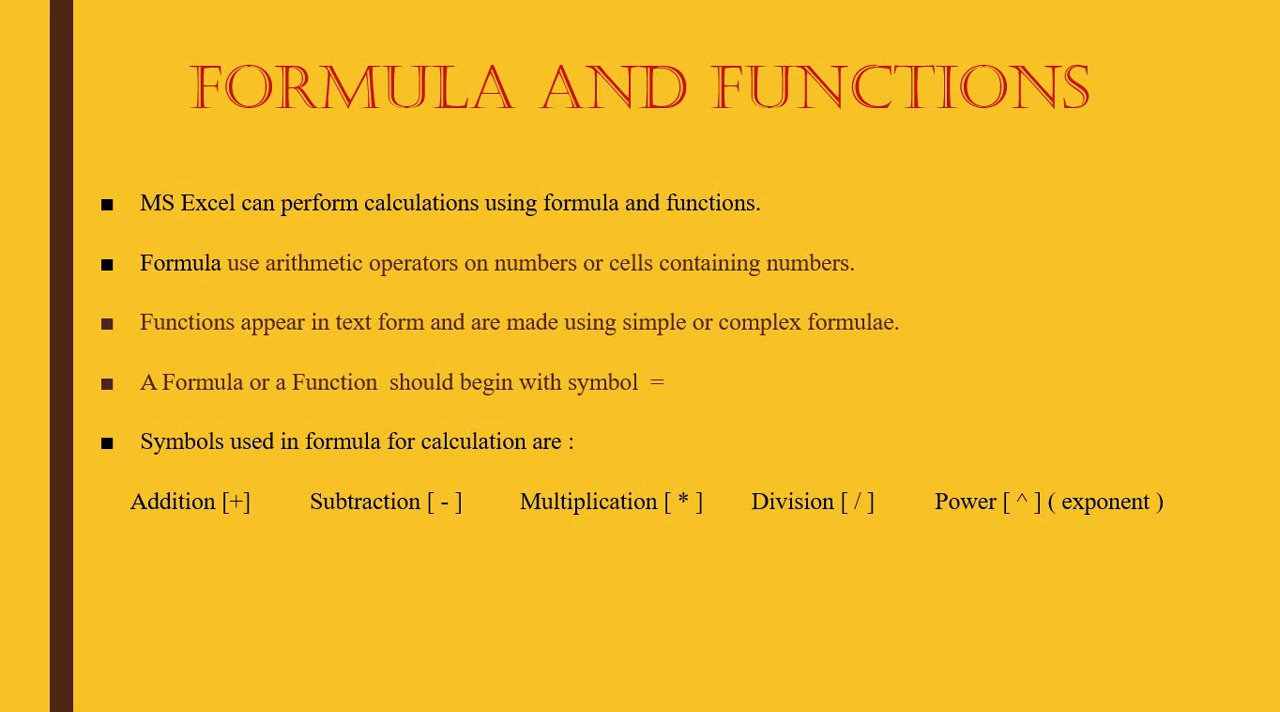 FORMULA AND FUNCTIONS
▪ MS Excel can perform calculations using formula and functions.
▪ Formula use arithmetic operators on numbers or cells containing numbers.
▪ Functions appear in text form and are made using simple or complex formulae.
▪ A Formula or a Function  should begin with symbol  =
▪ Symbols used in formula for calculation are :
Addition [+]  Subtraction [ - ]  Multiplication [ * ]  Division [ / ]  Power [ ^ ] ( exponent )